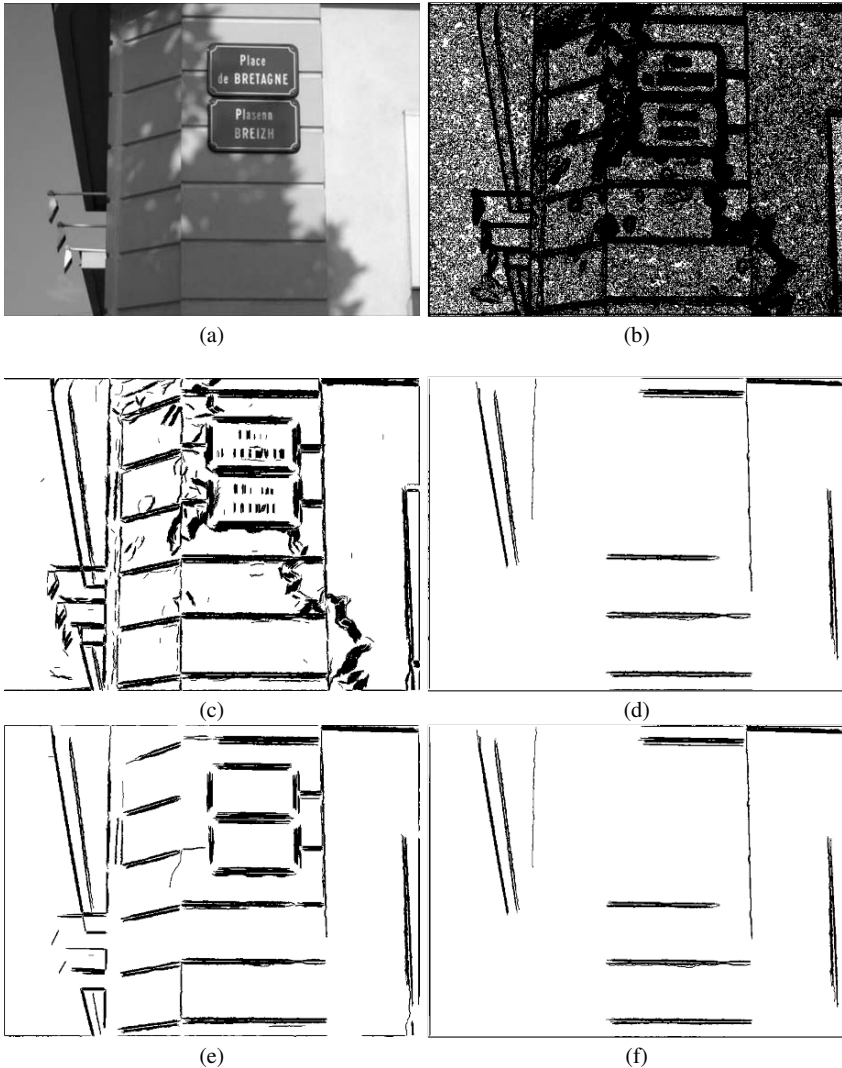 Place
de BRETAGNE
Plasenn
BREIZH
(a)
(b)
(c)
(d)
(e)
(f)